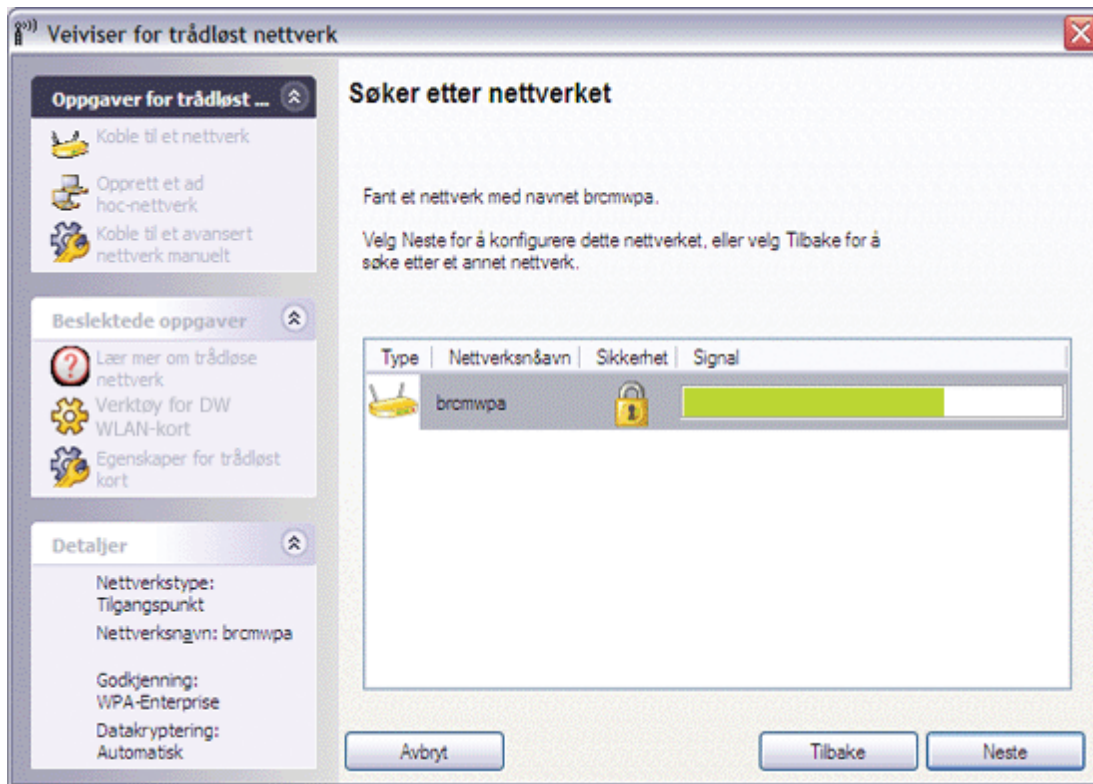 Veiviser for trådløst nettverk
Oppgaver for trådløst ...
Koble til et nettverk
Opprett et ad
hoc-nettverk
Koble til et avansert
nettverk manuelt
Beslektede oppgaver
Lær mer om trådløse
nettverk
Verktøy for DW
WLAN-kort
Egenskaper for trådløst
kort
Detaljer
Nettverkstype:
Tilgangspunkt
Nettverksnavn: brcmwpa
Godkjenning:
WPA-Enterprise
Datakryptering:
Automatisk
Søker etter nettverket
Fant et nettverk med navnet brcmwpa.
Velg Neste for å konfigurere dette nettverket, eller velg Tilbake for å
søke etter et annet nettverk.
Type Nettverksn&avn Sikkerhet Signal
brcmwpa
Avbryt Tilbake Neste